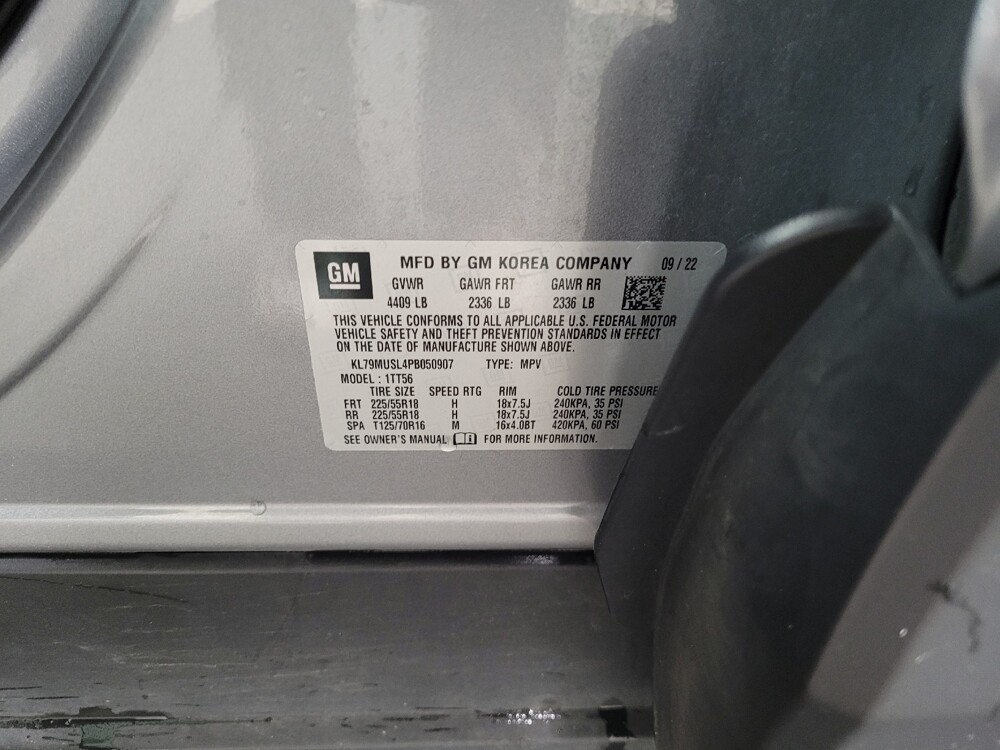 GM
MFD BY GM KOREA COMPANY 09 / 22
GVWR GAWR FRT GAWR RR
4409 LB 2336 LB 2336 LB
THIS VEHICLE CONFORMS TO ALL APPLICABLE U.S. FEDERAL MOTOR
VEHICLE SAFETY AND THEFT PREVENTION STANDARDS IN EFFECT
ON THE DATE OF MANUFACTURE SHOWN ABOVE.
KL79MUSL4PB050907 TYPE: MPV
MODEL : 1TT56
TIRE SIZE SPEED RTG RIM COLD TIRE PRESSURE
FRT 225/55R18 H 18x7.5J 240KPA, 35 PSI
RR 225/55R18 H 18x7.5J 240KPA, 35 PSI
SPA T125/70R16 M 16x4.0BT 420KPA, 60 PSI
SEE OWNER'S MANUAL FOR MORE INFORMATION.